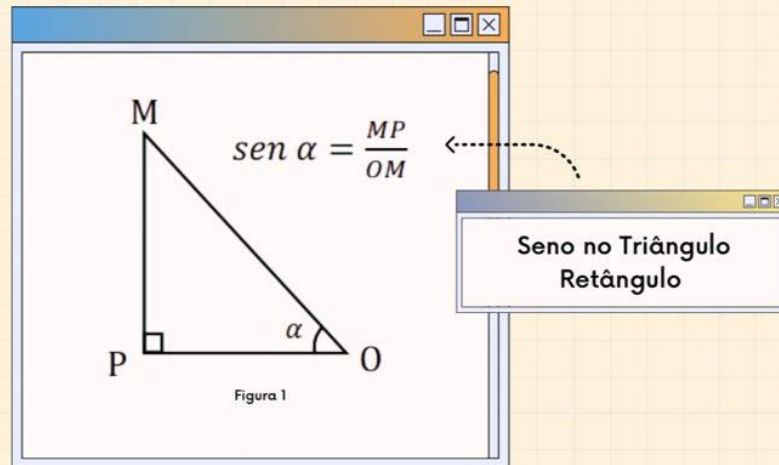 M
sen α = MP/OM
Seno no Triângulo
Retângulo
α
P
O
Figura 1